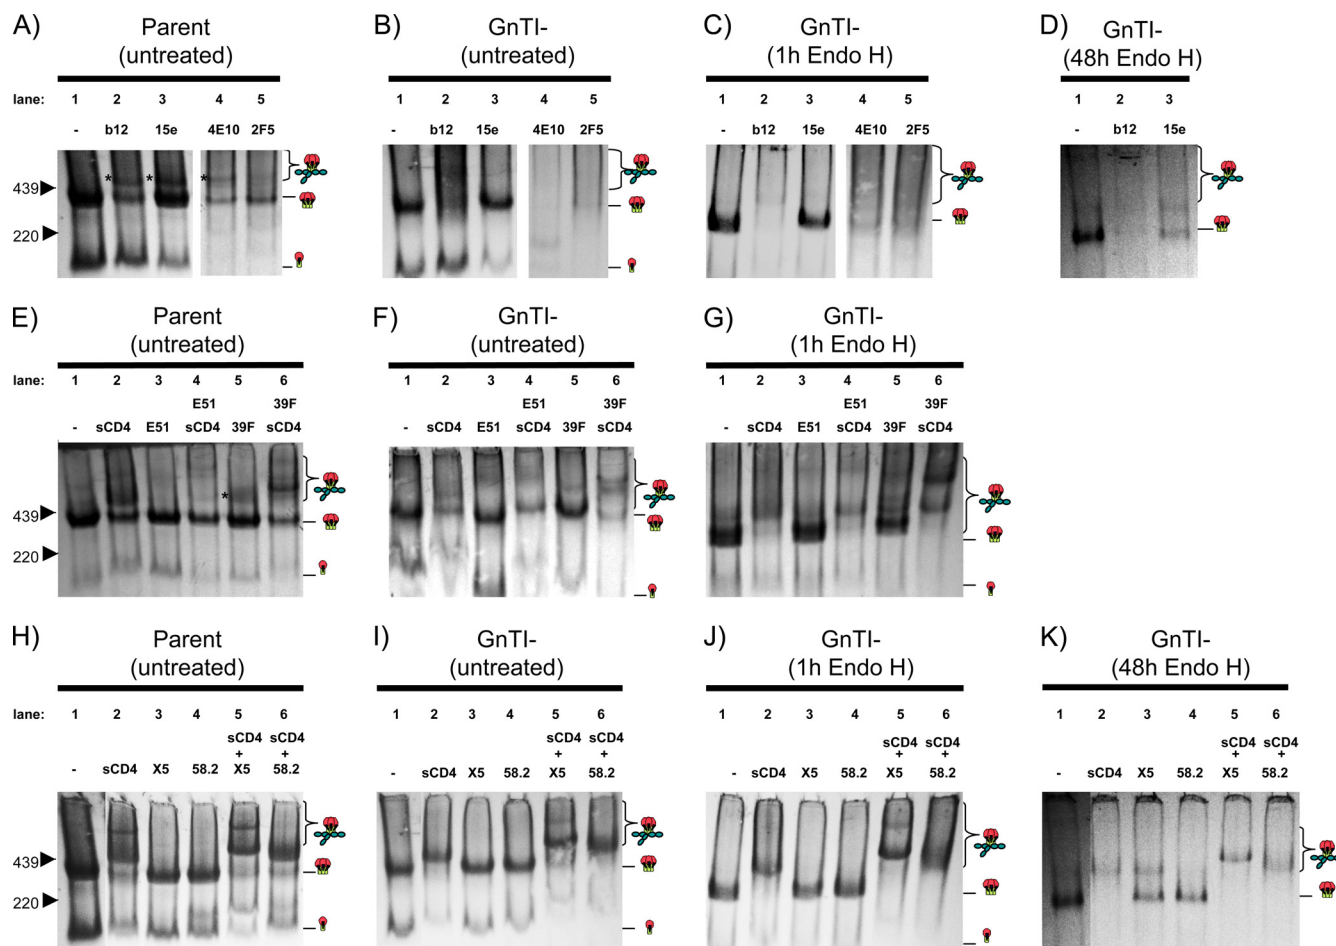 A)
Parent
(untreated)
lane: 1 2 3 4 5
- b12 15e 4E10 2F5
439
220
* * *
B)
GnTI-
(untreated)
1 2 3 4 5
- b12 15e 4E10 2F5
C)
GnTI-
(1h Endo H)
1 2 3 4 5
- b12 15e 4E10 2F5
D)
GnTI-
(48h Endo H)
1 2 3
- b12 15e
E)
Parent
(untreated)
lane: 1 2 3 4 5 6
E51 39F
- sCD4 E51 sCD4 39F sCD4
439
220
*
F)
GnTI-
(untreated)
1 2 3 4 5 6
E51 39F
- sCD4 E51 sCD4 39F sCD4
G)
GnTI-
(1h Endo H)
1 2 3 4 5 6
E51 39F
- sCD4 E51 sCD4 39F sCD4
H)
Parent
(untreated)
lane: 1 2 3 4 5 6
sCD4 sCD4
+ +
- sCD4 X5 58.2 X5 58.2
439
220
I)
GnTI-
(untreated)
1 2 3 4 5 6
sCD4 sCD4
+ +
- sCD4 X5 58.2 X5 58.2
J)
GnTI-
(1h Endo H)
1 2 3 4 5 6
sCD4 sCD4
+ +
- sCD4 X5 58.2 X5 58.2
K)
GnTI-
(48h Endo H)
1 2 3 4 5 6
sCD4 sCD4
+ +
- sCD4 X5 58.2 X5 58.2